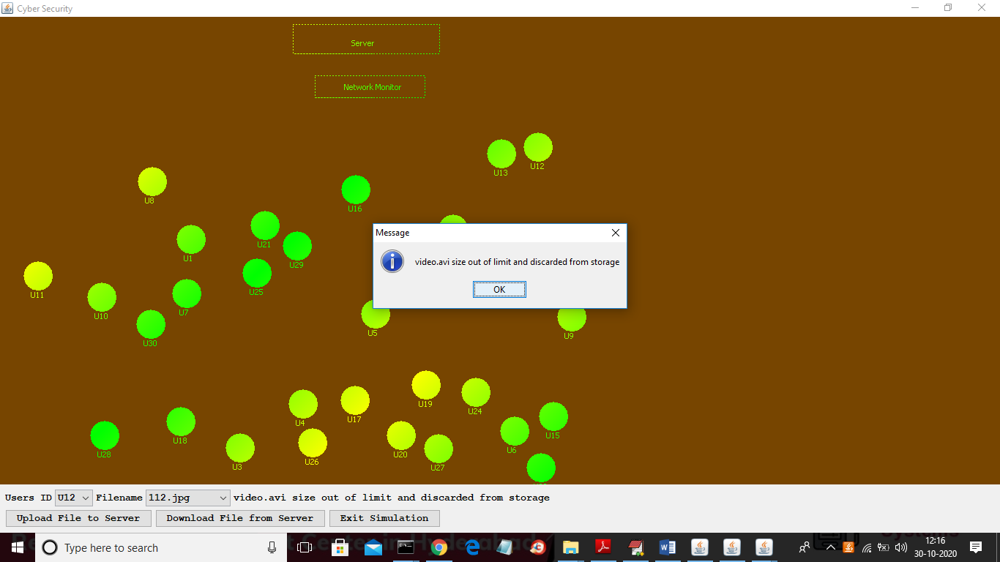 Cyber Security
Server
Network Monitor
U13
U12
U8
U16
U21
U1
U29
Message
video.avi size out of limit and discarded from storage
OK
U11
U25
U10
U7
U30
U5
U9
U19
U24
U4
U17
U28
U18
U3
U26
U20
U27
U6
U15
Users ID U12 Filename 112.jpg video.avi size out of limit and discarded from storage
Upload File to Server Download File from Server Exit Simulation
Type here to search
12:16
30-10-2020